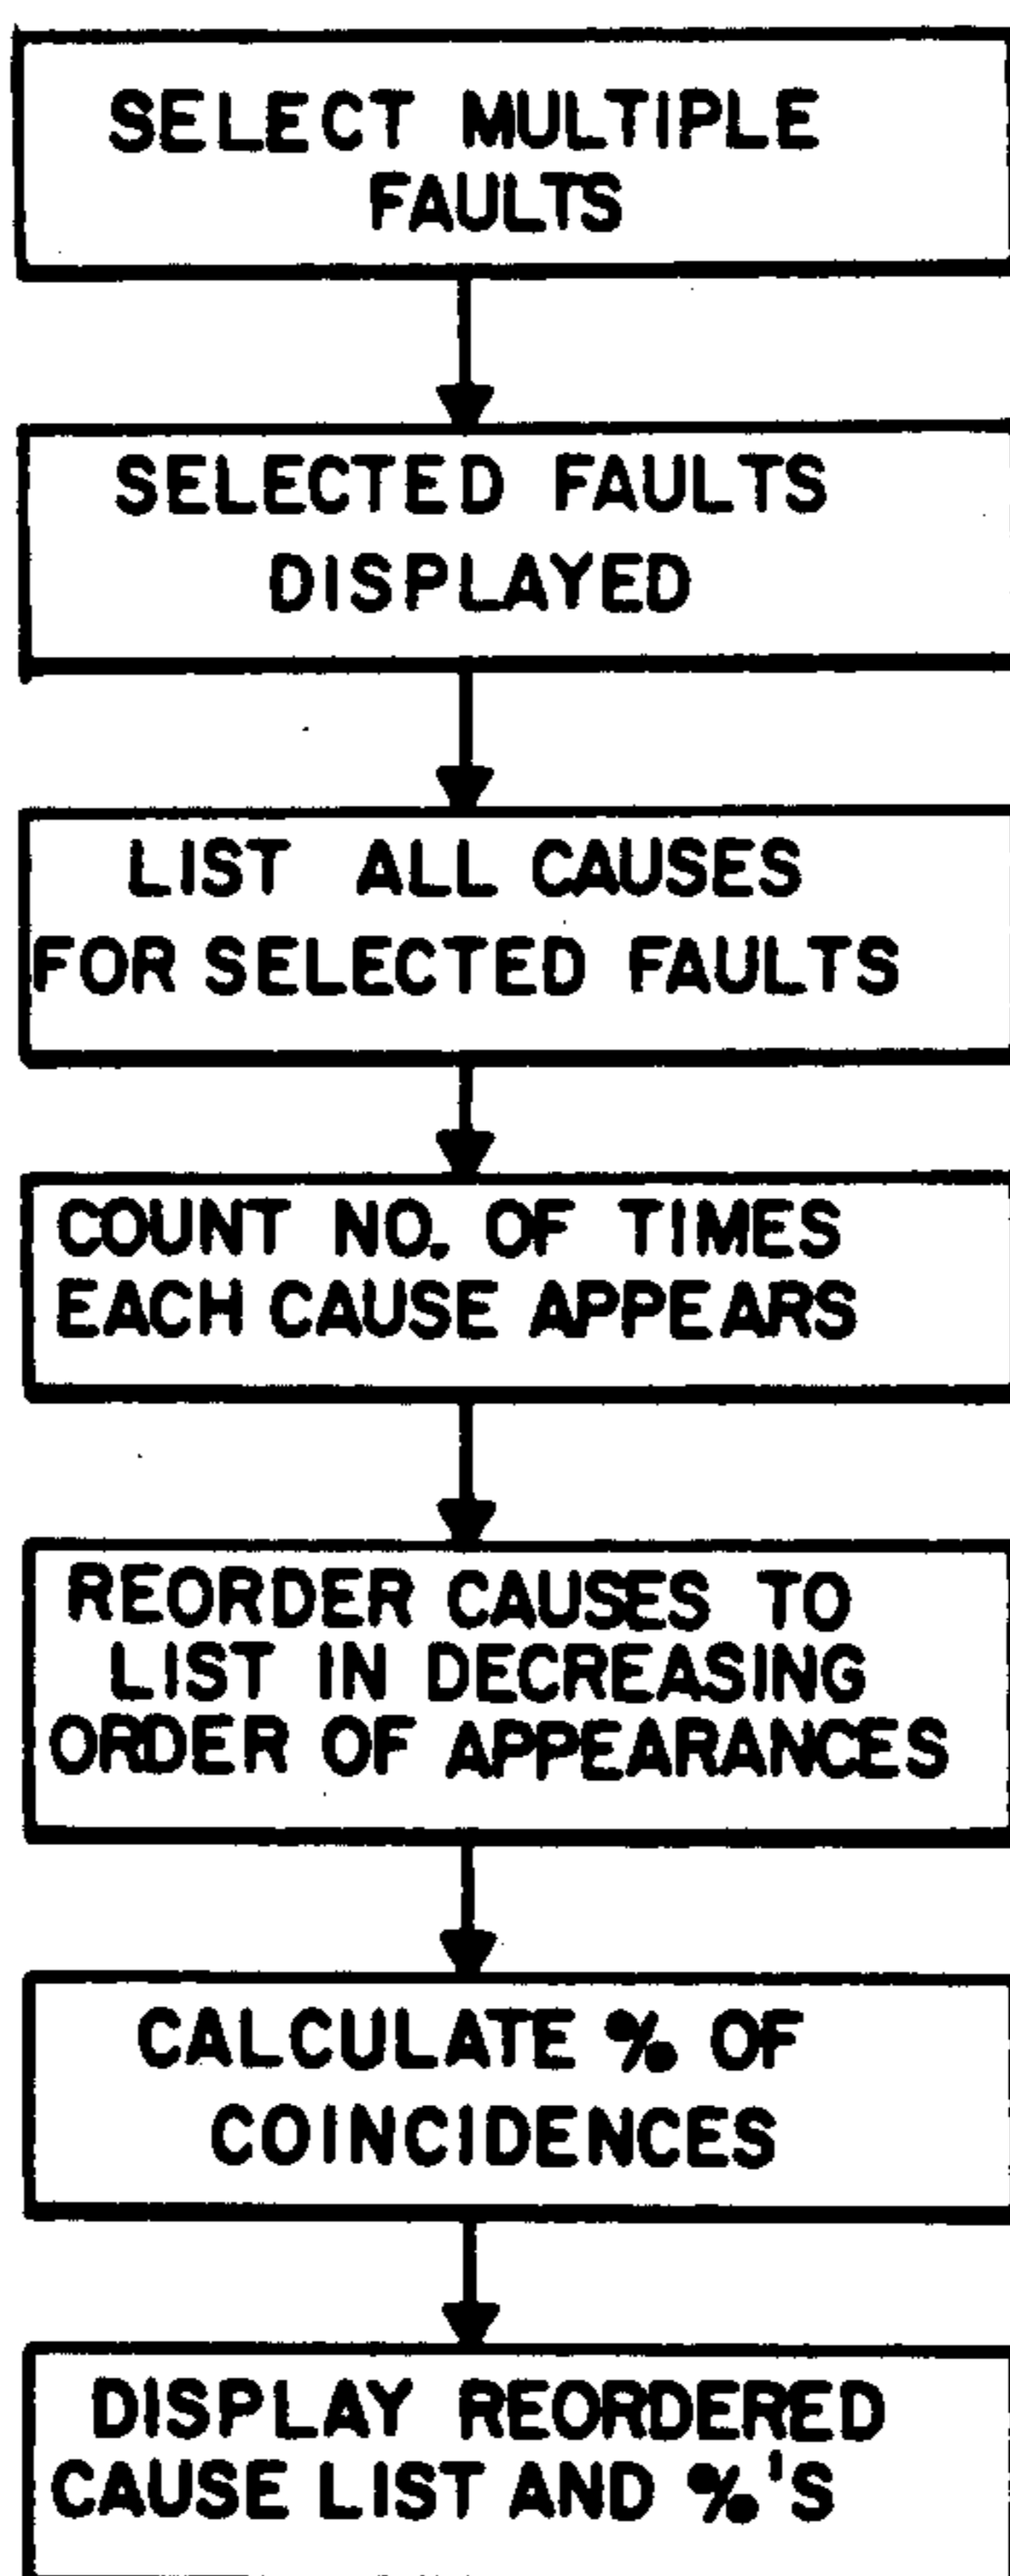 SELECT MULTIPLE
FAULTS
SELECTED FAULTS
DISPLAYED
LIST ALL CAUSES
FOR SELECTED FAULTS
COUNT NO. OF TIMES
EACH CAUSE APPEARS
REORDER CAUSES TO
LIST IN DECREASING
ORDER OF APPEARANCES
CALCULATE % OF
COINCIDENCES
DISPLAY REORDERED
CAUSE LIST AND %'S